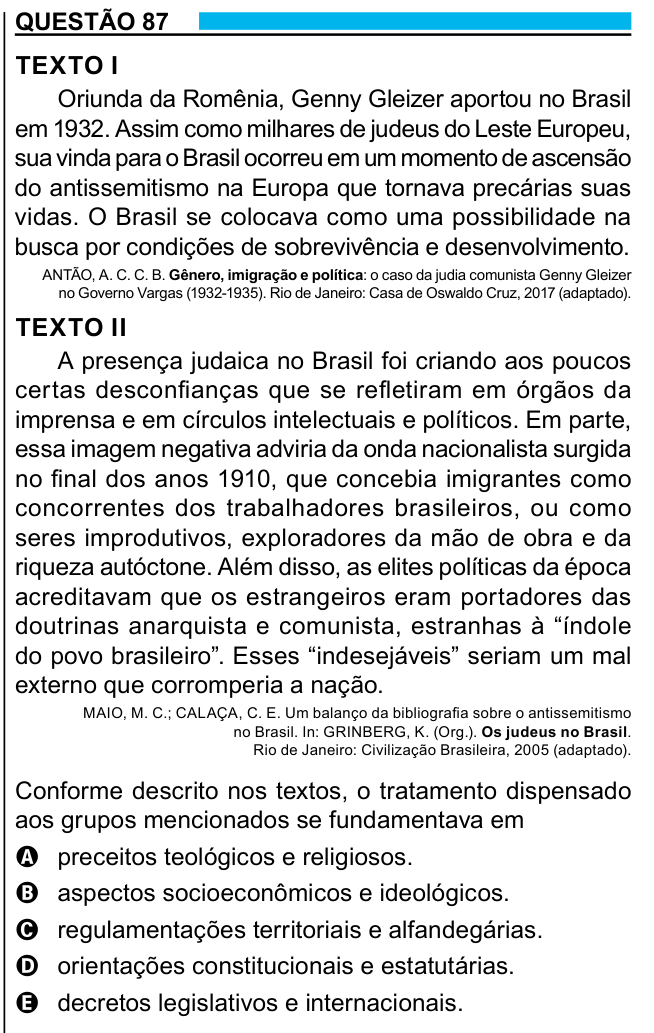 QUESTÃO 87
TEXTO I
Oriunda da Romênia, Genny Gleizer aportou no Brasil
em 1932. Assim como milhares de judeus do Leste Europeu,
sua vinda para o Brasil ocorreu em um momento de ascensão
do antissemitismo na Europa que tornava precárias suas
vidas. O Brasil se colocava como uma possibilidade na
busca por condições de sobrevivência e desenvolvimento.
ANTÃO, A. C. C. B. Gênero, imigração e política: o caso da judia comunista Genny Gleizer
no Governo Vargas (1932-1935). Rio de Janeiro: Casa de Oswaldo Cruz, 2017 (adaptado).
TEXTO II
A presença judaica no Brasil foi criando aos poucos
certas desconfianças que se refletiram em órgãos da
imprensa e em círculos intelectuais e políticos. Em parte,
essa imagem negativa adviria da onda nacionalista surgida
no final dos anos 1910, que concebia imigrantes como
concorrentes dos trabalhadores brasileiros, ou como
seres improdutivos, exploradores da mão de obra e da
riqueza autóctone. Além disso, as elites políticas da época
acreditavam que os estrangeiros eram portadores das
doutrinas anarquista e comunista, estranhas à “índole
do povo brasileiro”. Esses “indesejáveis” seriam um mal
externo que corromperia a nação.
MAIO, M. C.; CALAÇA, C. E. Um balanço da bibliografia sobre o antissemitismo
no Brasil. In: GRINBERG, K. (Org.). Os judeus no Brasil.
Rio de Janeiro: Civilização Brasileira, 2005 (adaptado).
Conforme descrito nos textos, o tratamento dispensado
aos grupos mencionados se fundamentava em
A preceitos teológicos e religiosos.
B aspectos socioeconômicos e ideológicos.
C regulamentações territoriais e alfandegárias.
D orientações constitucionais e estatutárias.
E decretos legislativos e internacionais.